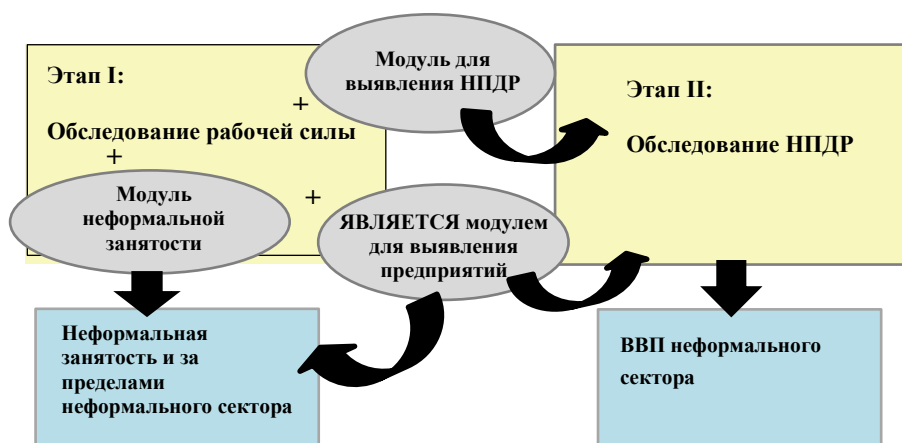 Этап I:
+
Обследование рабочей силы
+
Модуль
неформальной
занятости
+
Модуль для
выявления НПДР
ЯВЛЯЕТСЯ модулем
для выявления
предприятий
Этап II:
Обследование НПДР
Неформальная
занятость и за
пределами
неформального сектора
ВВП неформального
сектора